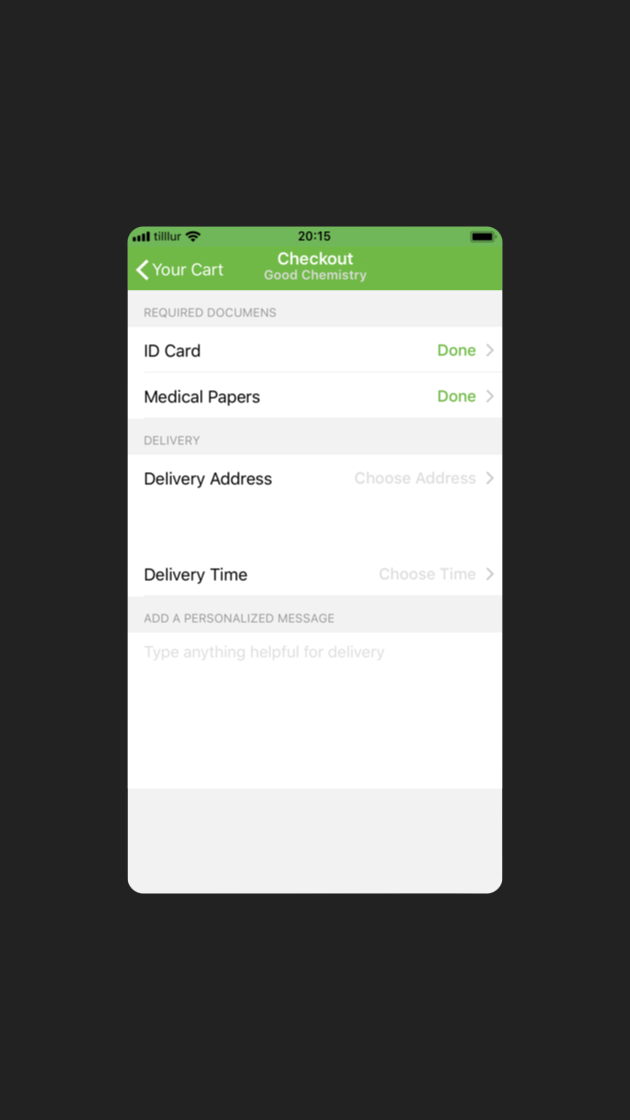 tilllur 20:15
Your Cart
Checkout
Good Chemistry
REQUIRED DOCUMENS
ID Card Done
Medical Papers Done
DELIVERY
Delivery Address Choose Address
Delivery Time Choose Time
ADD A PERSONALIZED MESSAGE
Type anything helpful for delivery